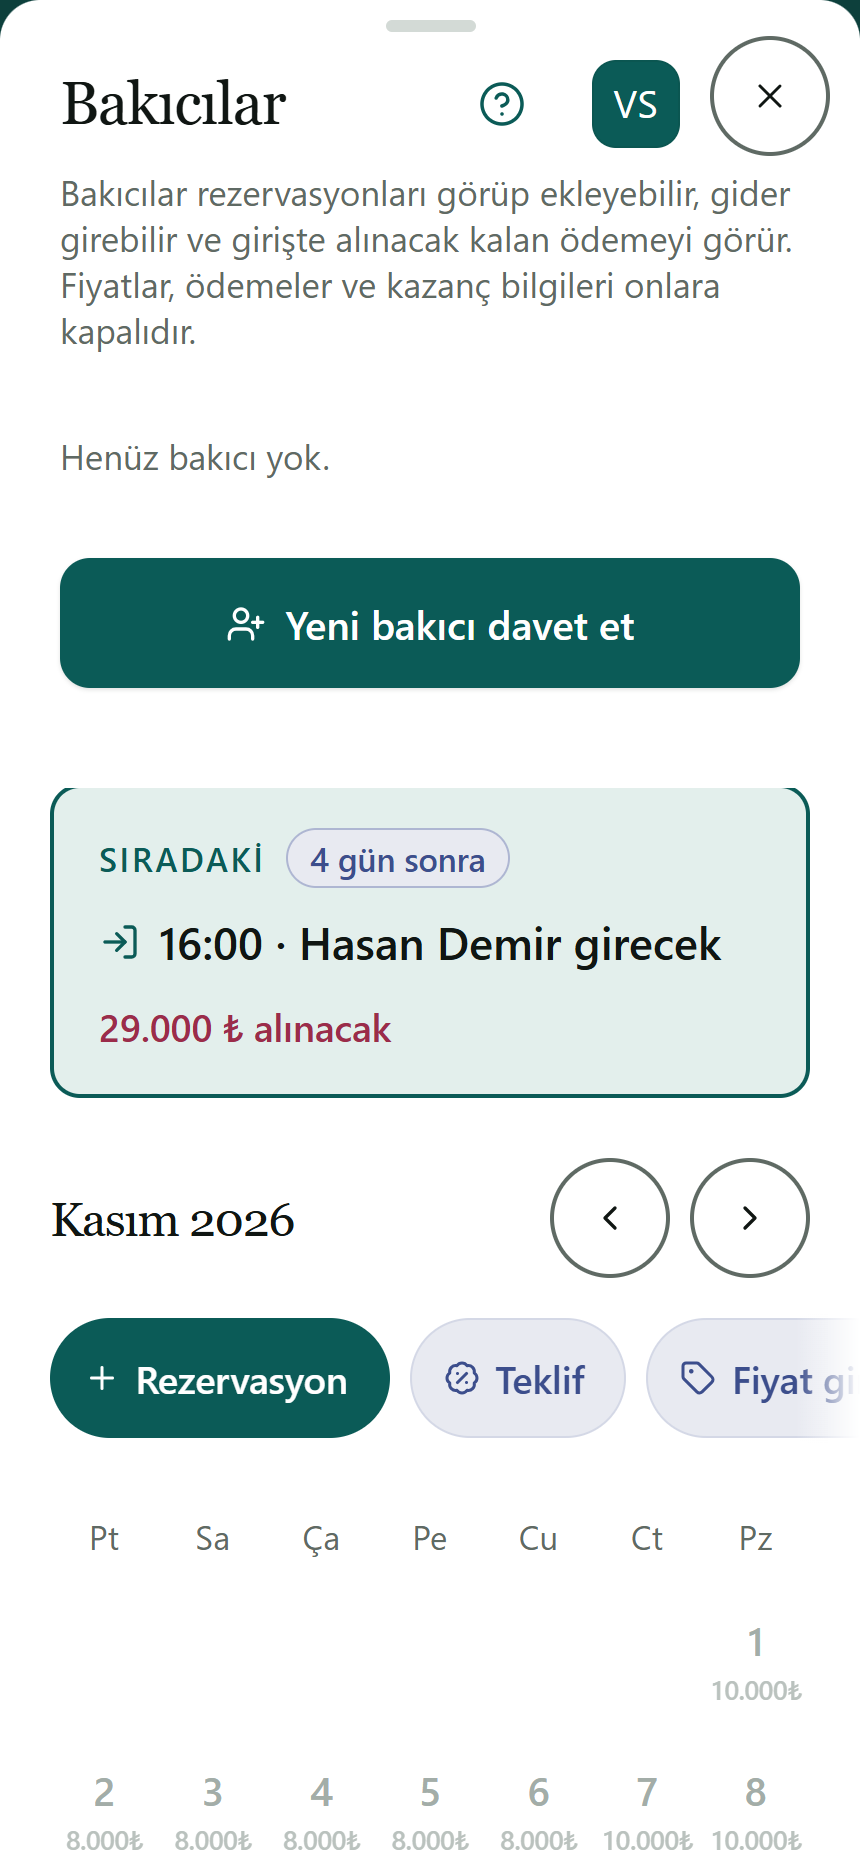 Bakıcılar
VS
Bakıcılar rezervasyonları görüp ekleyebilir, gider
girebilir ve girişte alınacak kalan ödemeyi görür.
Fiyatlar, ödemeler ve kazanç bilgileri onlara
kapalıdır.
Henüz bakıcı yok.
Yeni bakıcı davet et
SIRADAKİ 4 gün sonra
16:00 · Hasan Demir girecek
29.000 ₺ alınacak
Kasım 2026
Rezervasyon Teklif Fiyat gi
Pt Sa Ça Pe Cu Ct Pz
1
10.000₺
2 3 4 5 6 7 8
8.000₺ 8.000₺ 8.000₺ 8.000₺ 8.000₺ 10.000₺ 10.000₺